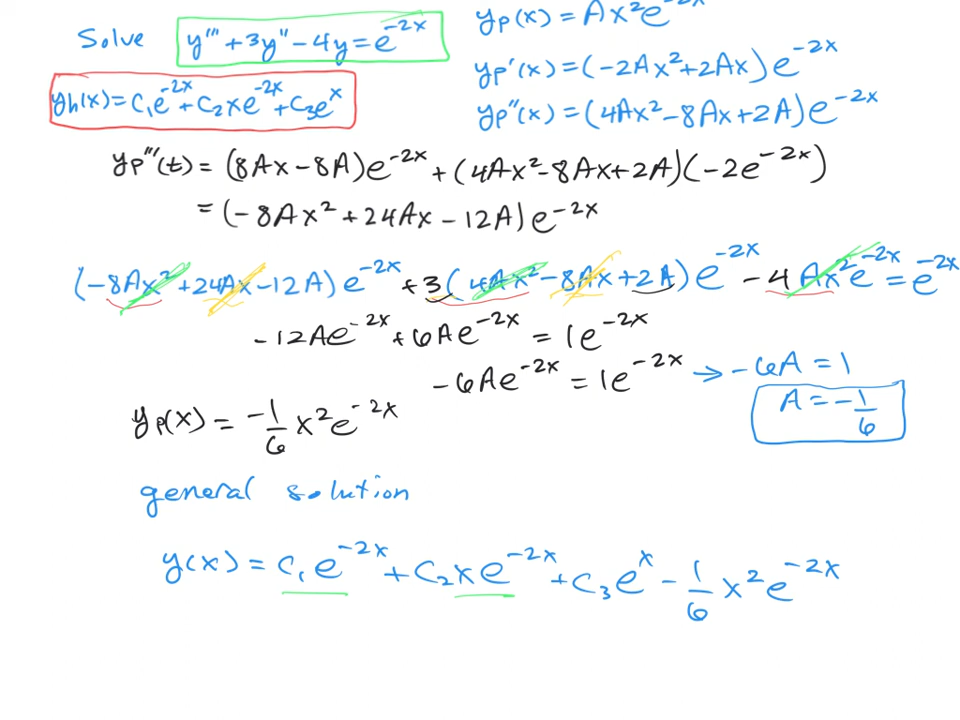 Solve y''' + 3y'' - 4y = e^{-2x}
yh(x) = c₁e^{-2x} + c₂xe^{-2x} + c₃e^x
yp(x) = Ax²e^{-2x}
yp'(x) = (-2Ax² + 2Ax)e^{-2x}
yp''(x) = (4Ax² - 8Ax + 2A)e^{-2x}
yp'''(t) = (8Ax - 8A)e^{-2x} + (4Ax² - 8Ax + 2A)(-2e^{-2x})
= (-8Ax² + 24Ax - 12A)e^{-2x}
(-8Ax² + 24Ax - 12A)e^{-2x} + 3(4Ax² - 8Ax + 2A)e^{-2x} - 4Ax²e^{-2x} = e^{-2x}
-12Ae^{-2x} + 6Ae^{-2x} = 1e^{-2x}
-6Ae^{-2x} = 1e^{-2x} → -6A = 1
A = -1/6
yp(x) = -1/6 x²e^{-2x}
general solution
y(x) = c₁e^{-2x} + c₂xe^{-2x} + c₃e^x - 1/6 x²e^{-2x}